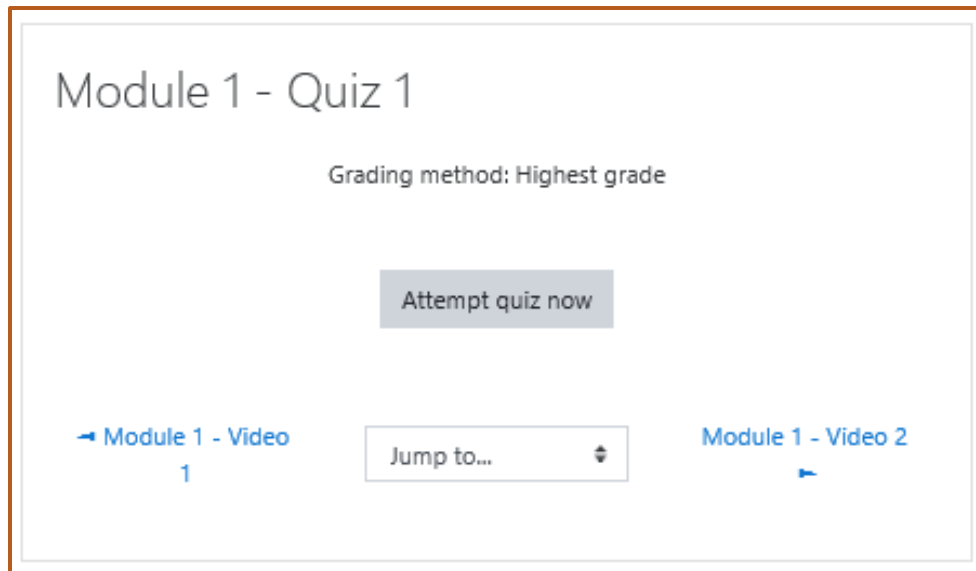 Module 1 - Quiz 1
Grading method: Highest grade
Attempt quiz now
Module 1 - Video
1
Jump to...
Module 1 - Video 2